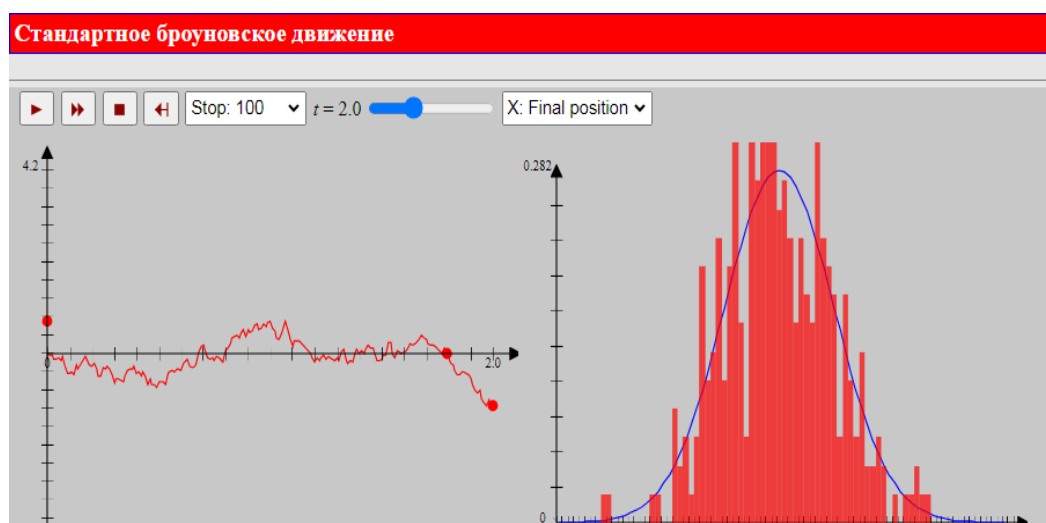 Стандартное броуновское движение
Stop: 100 t = 2.0 X: Final position
4.2
0
2.0
0.282
0